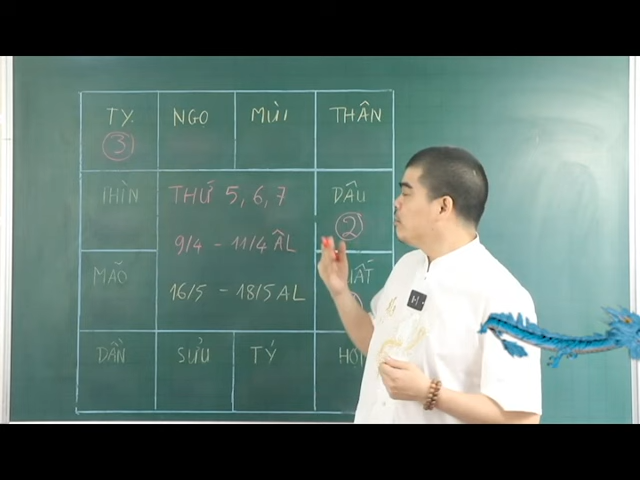 TỴ NGỌ MÙI THÂN
3
THÌN THỨ 5, 6, 7 DẬU
2
9/4 - 11/4 ÂL
MÃO
16/5 - 18/5 AL
DẦN SỬU TÝ